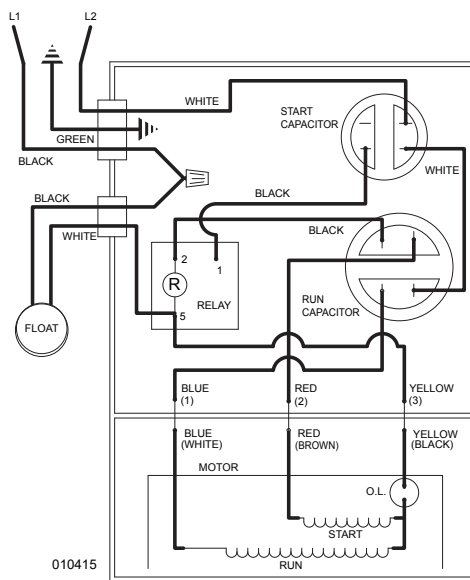 L1
L2
WHITE
START
CAPACITOR
GREEN
BLACK
WHITE
BLACK
BLACK
BLACK
WHITE
2
1
R
RELAY
RUN
CAPACITOR
5
FLOAT
BLUE
(1)
RED
(2)
YELLOW
(3)
BLUE
(WHITE)
RED
(BROWN)
YELLOW
(BLACK)
MOTOR
O.L.
START
RUN
010415